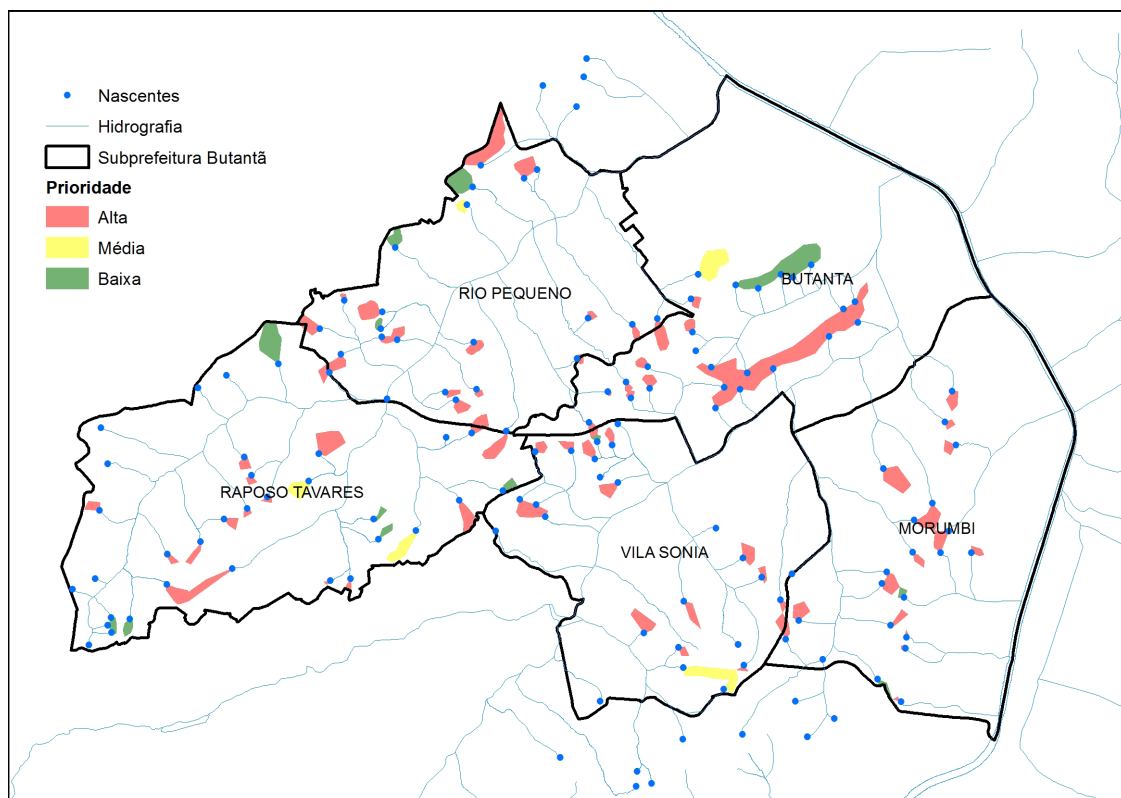 Nascentes
Hidrografia
Subprefeitura Butantã
Prioridade
Alta
Média
Baixa
RIO PEQUENO
BUTANTA
RAPOSO TAVARES
VILA SONIA
MORUMBI